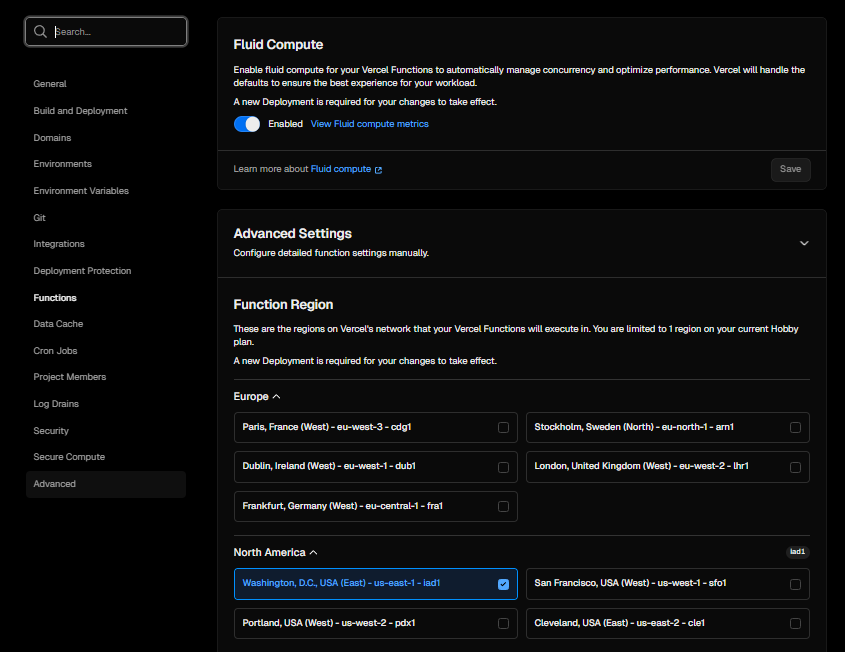 Search...
General
Build and Deployment
Domains
Environments
Environment Variables
Git
Integrations
Deployment Protection
Functions
Data Cache
Cron Jobs
Project Members
Log Drains
Security
Secure Compute
Advanced
Fluid Compute
Enable fluid compute for your Vercel Functions to automatically manage concurrency and optimize performance. Vercel will handle the
defaults to ensure the best experience for your workload.
A new Deployment is required for your changes to take effect.
Enabled View Fluid compute metrics
Learn more about Fluid compute
Save
Advanced Settings
Configure detailed function settings manually.
Function Region
These are the regions on Vercel's network that your Vercel Functions will execute in. You are limited to 1 region on your current Hobby
plan.
A new Deployment is required for your changes to take effect.
Europe
Paris, France (West) - eu-west-3 - cdg1
Stockholm, Sweden (North) - eu-north-1 - arn1
Dublin, Ireland (West) - eu-west-1 - dub1
London, United Kingdom (West) - eu-west-2 - lhr1
Frankfurt, Germany (West) - eu-central-1 - fra1
North America
iad1
Washington, D.C., USA (East) - us-east-1 - iad1
San Francisco, USA (West) - us-west-1 - sfo1
Portland, USA (West) - us-west-2 - pdx1
Cleveland, USA (East) - us-east-2 - cle1